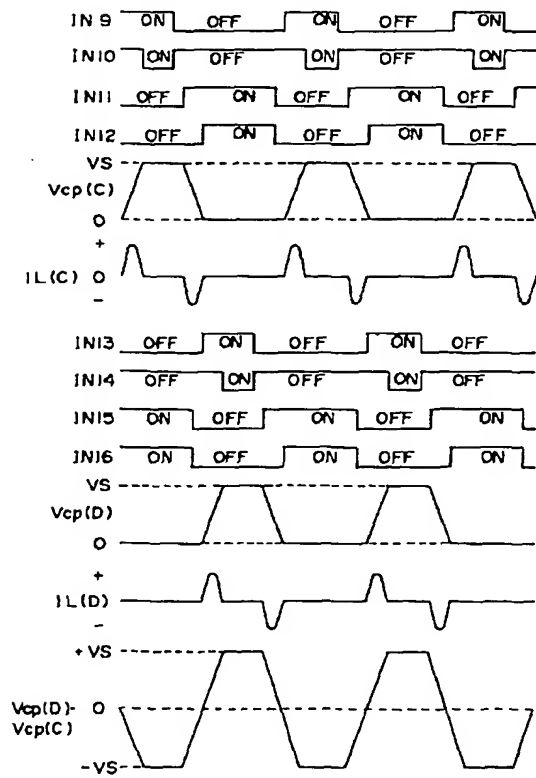 IN 9 ON OFF ON OFF ON
IN10 ON OFF ON OFF ON
IN11 OFF ON OFF ON OFF
IN12 OFF ON OFF ON OFF
VS
Vcp(C)
0
+
IL(C) 0
-
IN13 OFF ON OFF ON OFF
IN14 OFF ON OFF ON OFF
IN15 ON OFF ON OFF ON
IN16 ON OFF ON OFF ON
VS
Vcp(D)
0
+
IL(D)
-
+VS
Vcp(D)- 0
Vcp(C)
-VS